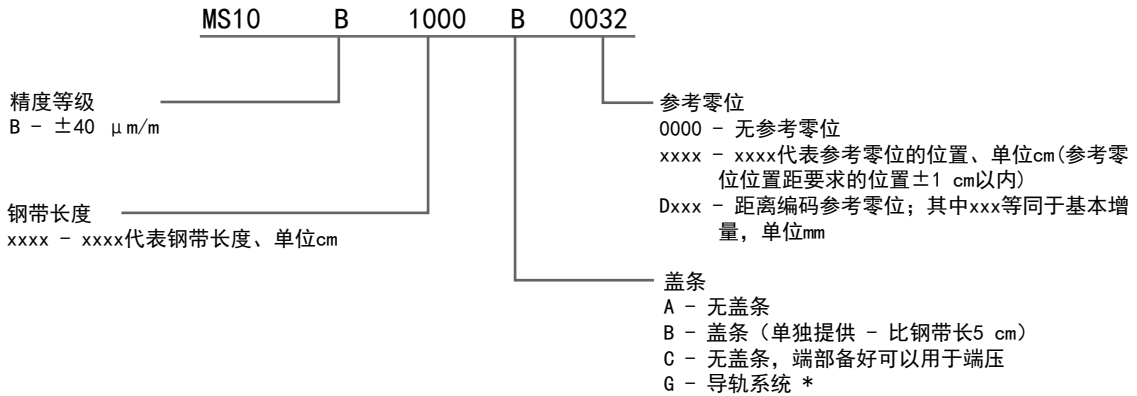 MS10 B 1000 B 0032
精度等级
B - ±40 μm/m
钢带长度
xxxx - xxxx代表钢带长度、单位cm
参考零位
0000 - 无参考零位
xxxx - xxxx代表参考零位的位置、单位cm(参考零
位位置距要求的位置±1 cm以内)
Dxxx - 距离编码参考零位；其中xxx等同于基本增
量，单位mm
盖条
A - 无盖条
B - 盖条（单独提供 - 比钢带长5 cm）
C - 无盖条，端部备好可以用于端压
G - 导轨系统 *